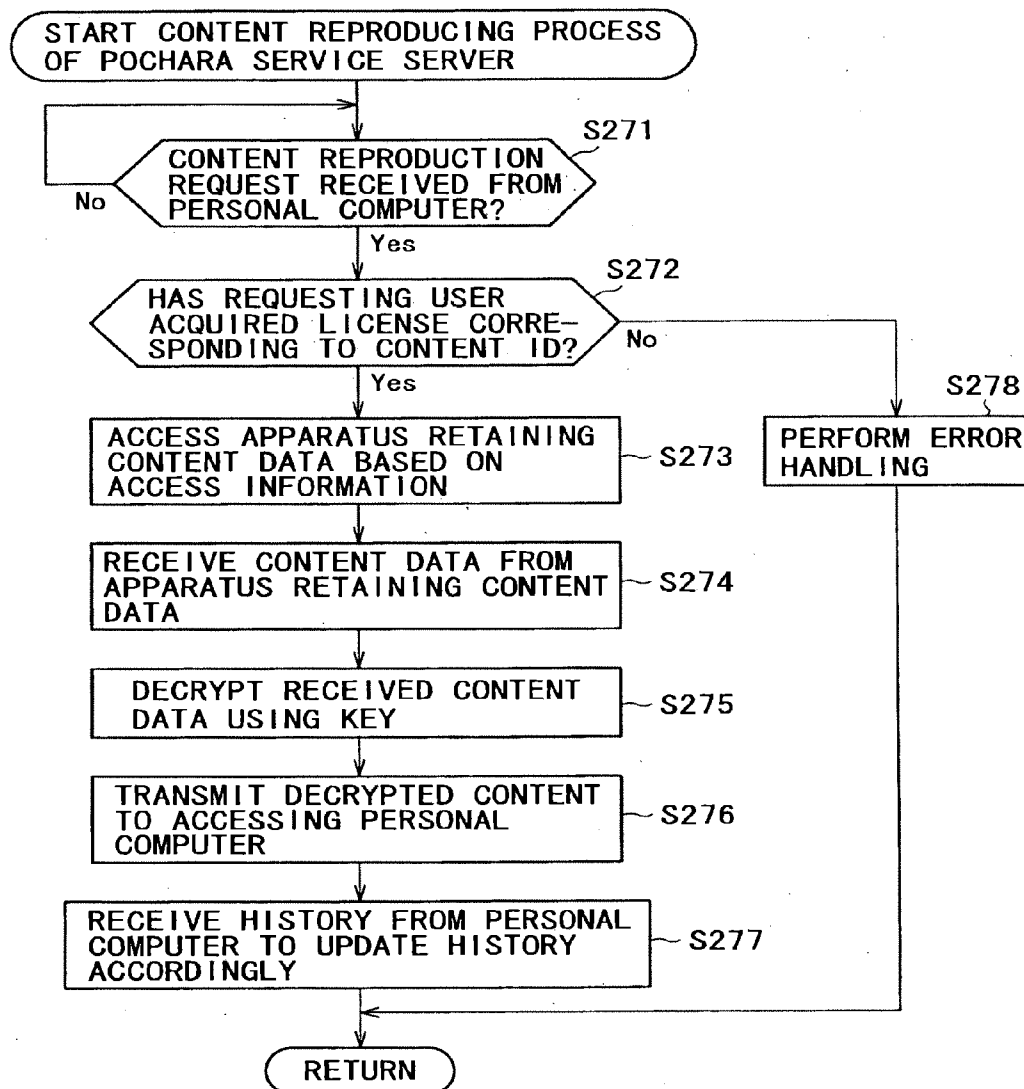 START CONTENT REPRODUCING PROCESS
OF POCHARA SERVICE SERVER
S271
CONTENT REPRODUCTION
REQUEST RECEIVED FROM
PERSONAL COMPUTER?
No
Yes
S272
HAS REQUESTING USER
ACQUIRED LICENSE CORRE-
SPONDING TO CONTENT ID?
No
Yes
S278
PERFORM ERROR
HANDLING
ACCESS APPARATUS RETAINING
CONTENT DATA BASED ON
ACCESS INFORMATION
S273
RECEIVE CONTENT DATA FROM
APPARATUS RETAINING CONTENT
DATA
S274
DECRYPT RECEIVED CONTENT
DATA USING KEY
S275
TRANSMIT DECRYPTED CONTENT
TO ACCESSING PERSONAL
COMPUTER
S276
RECEIVE HISTORY FROM PERSONAL
COMPUTER TO UPDATE HISTORY
ACCORDINGLY
S277
RETURN